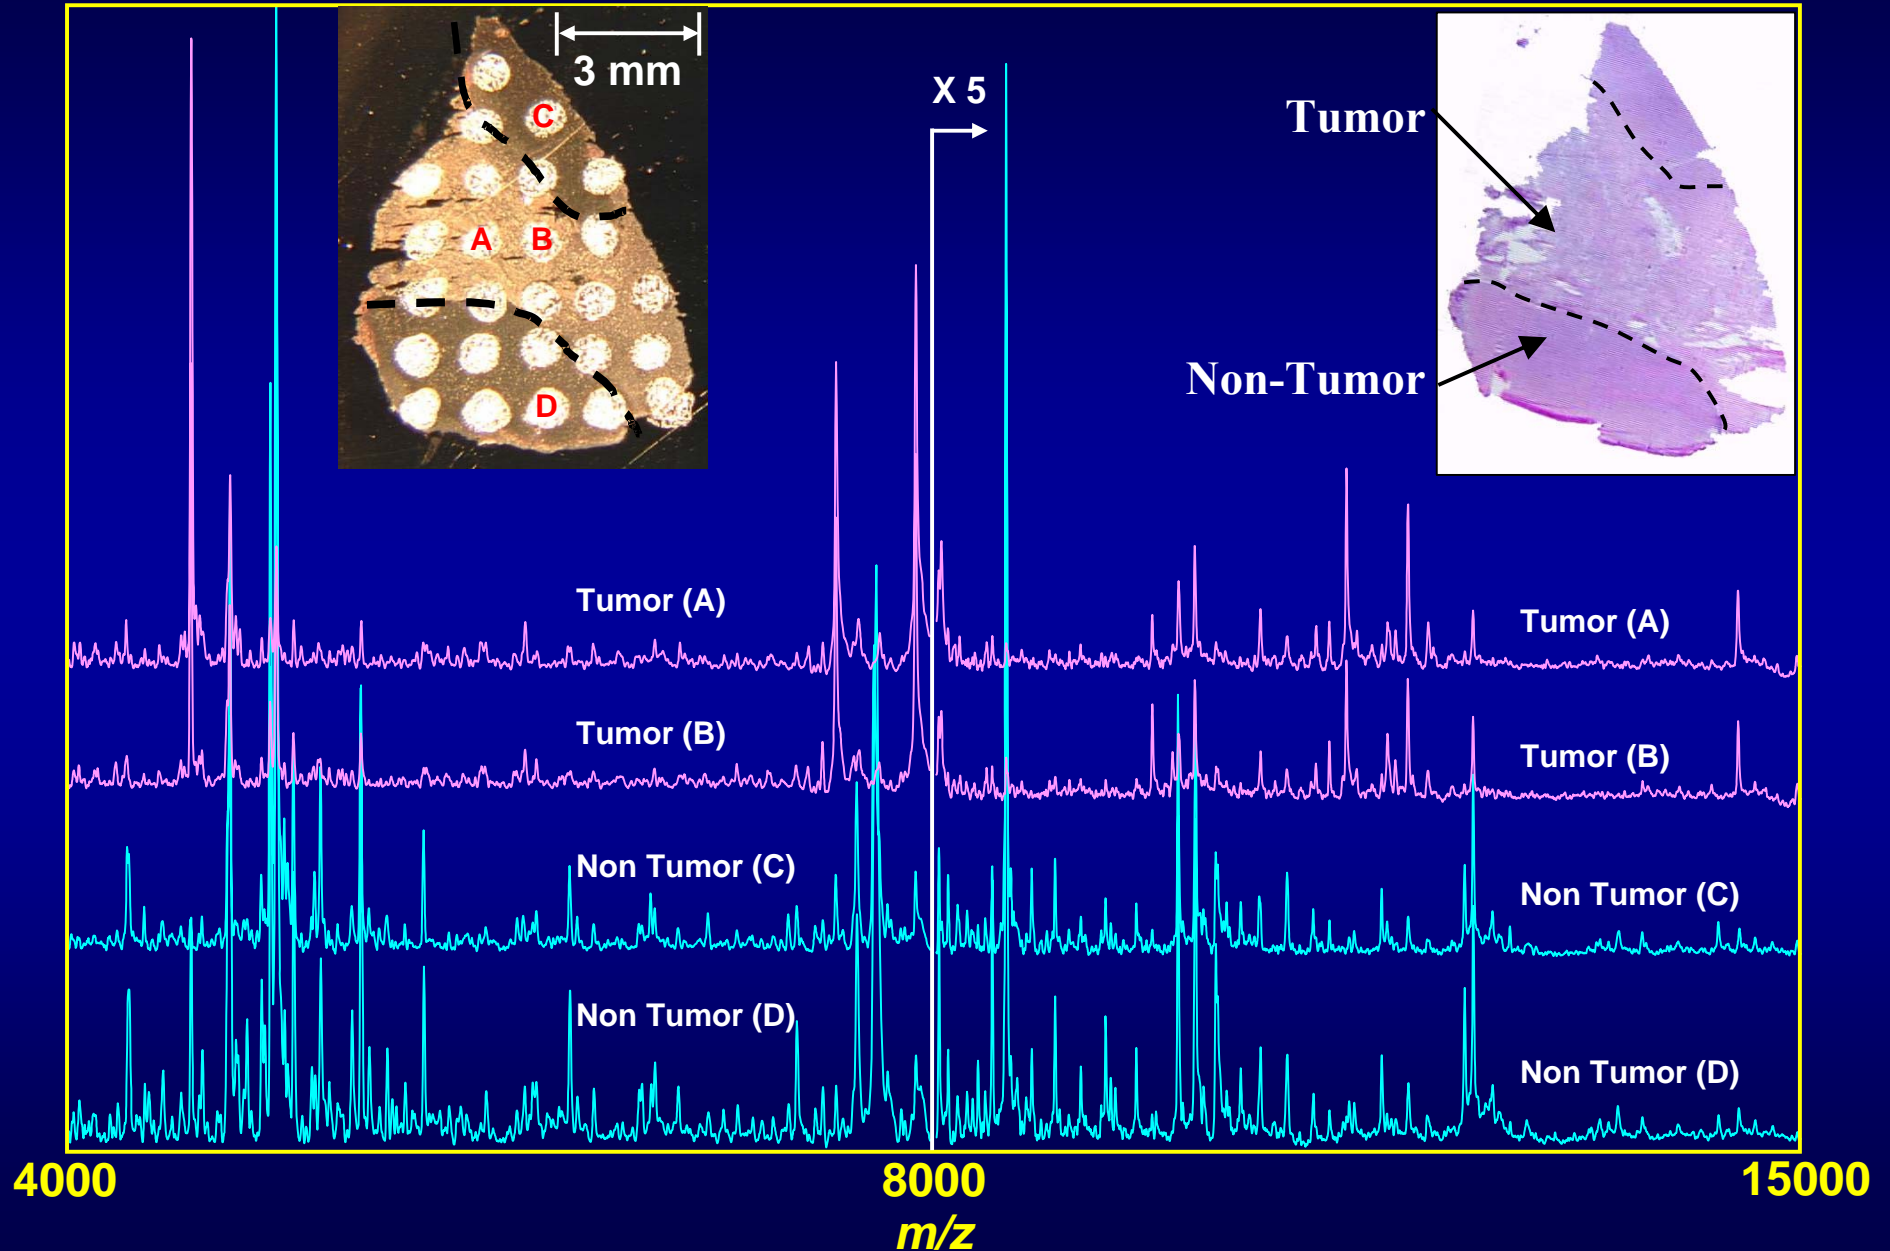 3 mm
C
A
B
D
X 5
Tumor
Non-Tumor
Tumor (A)
Tumor (A)
Tumor (B)
Tumor (B)
Non Tumor (C)
Non Tumor (C)
Non Tumor (D)
Non Tumor (D)
4000
8000
15000
m/z